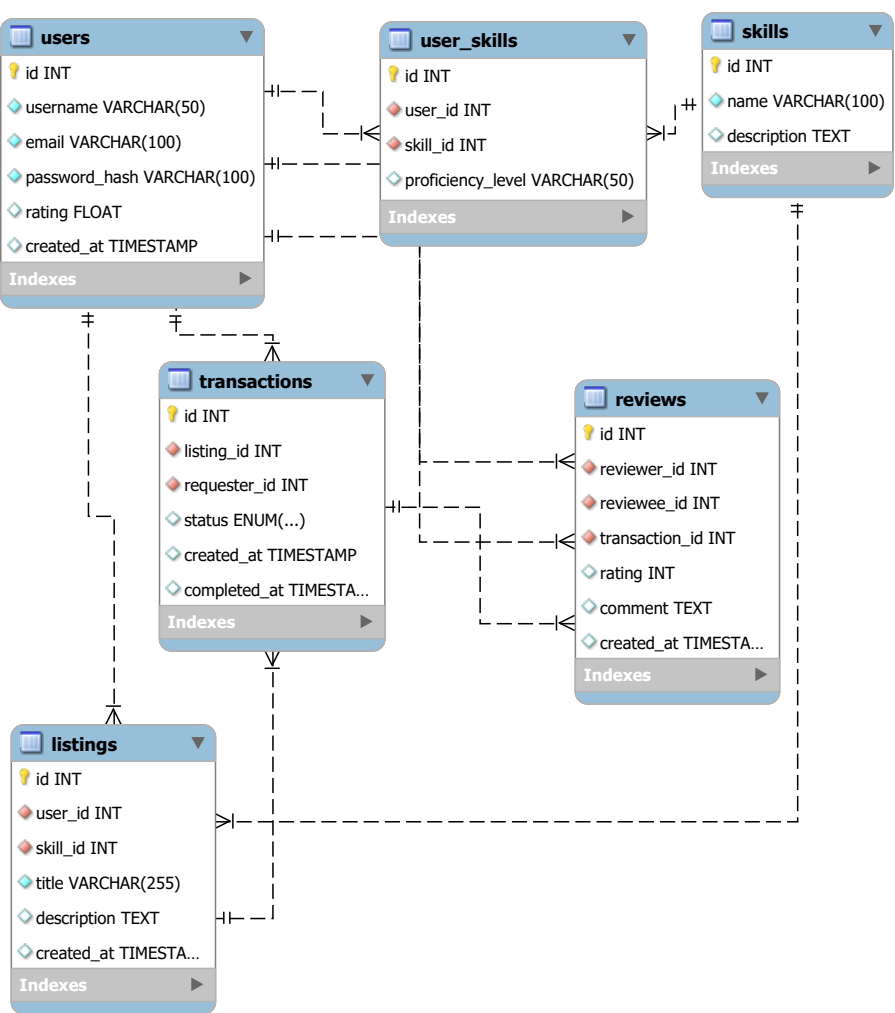 users
id INT
username VARCHAR(50)
email VARCHAR(100)
password_hash VARCHAR(100)
rating FLOAT
created_at TIMESTAMP
Indexes
user_skills
id INT
user_id INT
skill_id INT
proficiency_level VARCHAR(50)
Indexes
skills
id INT
name VARCHAR(100)
description TEXT
Indexes
transactions
id INT
listing_id INT
requester_id INT
status ENUM(...)
created_at TIMESTAMP
completed_at TIMESTA...
Indexes
reviews
id INT
reviewer_id INT
reviewee_id INT
transaction_id INT
rating INT
comment TEXT
created_at TIMESTA...
Indexes
listings
id INT
user_id INT
skill_id INT
title VARCHAR(255)
description TEXT
created_at TIMESTA...
Indexes